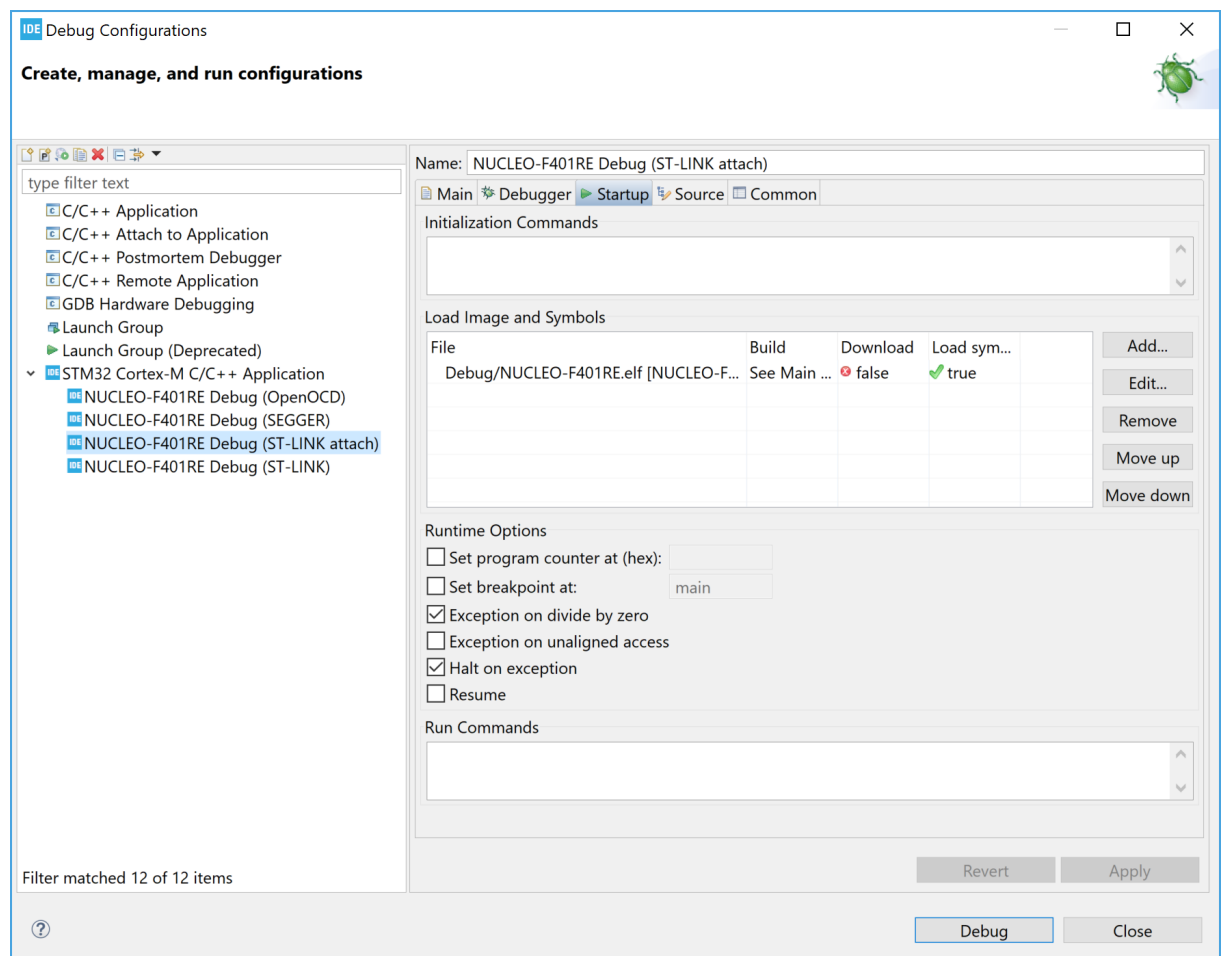 IDE Debug Configurations
Create, manage, and run configurations
type filter text
C/C++ Application
C/C++ Attach to Application
C/C++ Postmortem Debugger
C/C++ Remote Application
GDB Hardware Debugging
Launch Group
Launch Group (Deprecated)
IDE STM32 Cortex-M C/C++ Application
IDE NUCLEO-F401RE Debug (OpenOCD)
IDE NUCLEO-F401RE Debug (SEGGER)
IDE NUCLEO-F401RE Debug (ST-LINK attach)
IDE NUCLEO-F401RE Debug (ST-LINK)
Filter matched 12 of 12 items
Name: NUCLEO-F401RE Debug (ST-LINK attach)
Main Debugger Startup Source Common
Initialization Commands
Load Image and Symbols
File Build Download Load sym...
Debug/NUCLEO-F401RE.elf [NUCLEO-F... See Main ... false true
Add...
Edit...
Remove
Move up
Move down
Runtime Options
Set program counter at (hex):
Set breakpoint at: main
Exception on divide by zero
Exception on unaligned access
Halt on exception
Resume
Run Commands
Revert Apply
? Debug Close